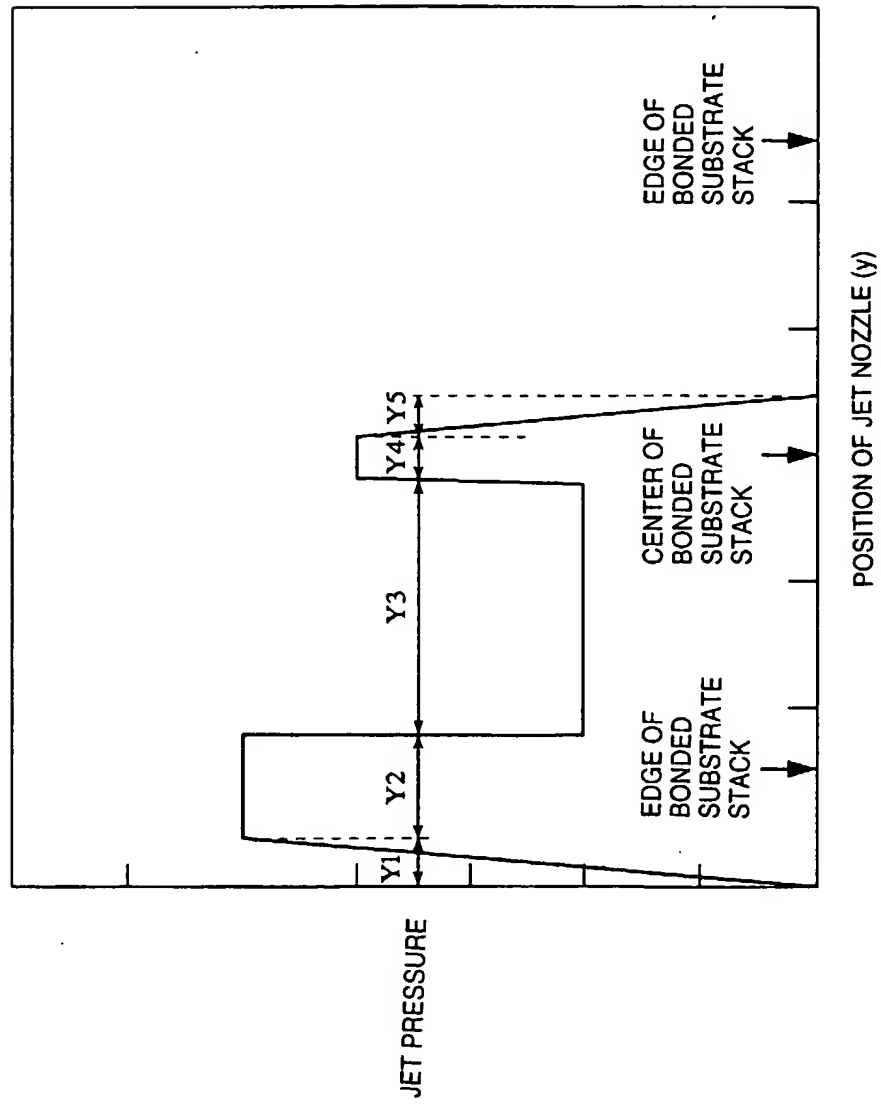 JET PRESSURE
Y1
Y2
Y3
Y4
Y5
EDGE OF
BONDED
SUBSTRATE
STACK
CENTER OF
BONDED
SUBSTRATE
STACK
EDGE OF
BONDED
SUBSTRATE
STACK
POSITION OF JET NOZZLE (y)